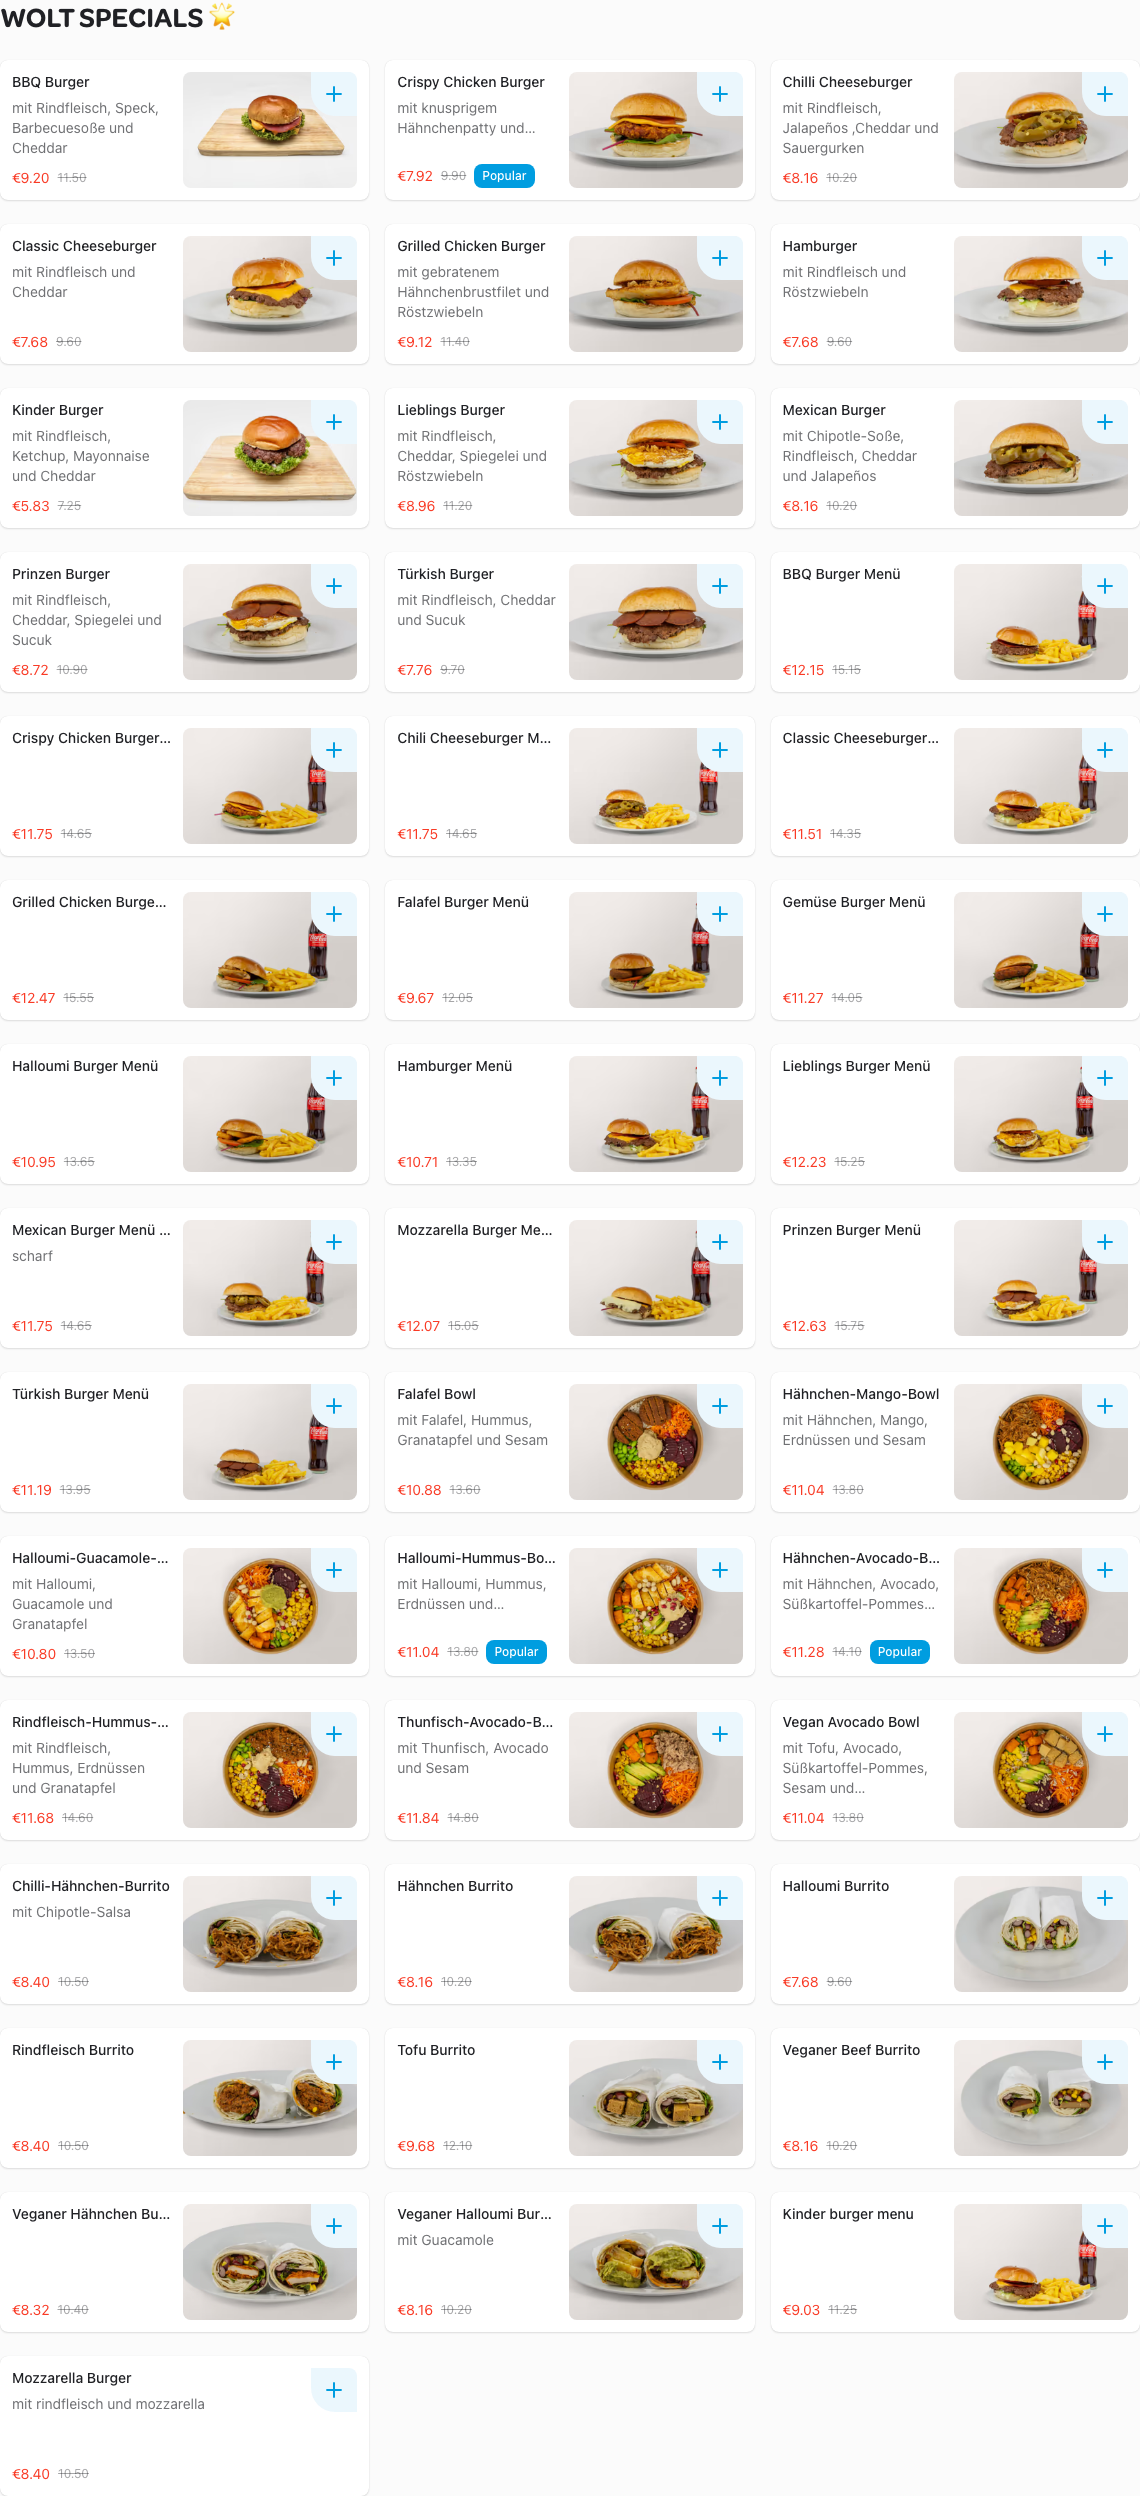 WOLT SPECIALS 🌟
BBQ Burger
mit Rindfleisch, Speck,
Barbecuesoße und
Cheddar
€9.20 11.50
Crispy Chicken Burger
mit knusprigem
Hähnchenpatty und...
€7.92 9.90 Popular
Chilli Cheeseburger
mit Rindfleisch,
Jalapeños ,Cheddar und
Sauergurken
€8.16 10.20
Classic Cheeseburger
mit Rindfleisch und
Cheddar
€7.68 9.60
Grilled Chicken Burger
mit gebratenem
Hähnchenbrustfilet und
Röstzwiebeln
€9.12 11.40
Hamburger
mit Rindfleisch und
Röstzwiebeln
€7.68 9.60
Kinder Burger
mit Rindfleisch,
Ketchup, Mayonnaise
und Cheddar
€5.83 7.25
Lieblings Burger
mit Rindfleisch,
Cheddar, Spiegelei und
Röstzwiebeln
€8.96 11.20
Mexican Burger
mit Chipotle-Soße,
Rindfleisch, Cheddar
und Jalapeños
€8.16 10.20
Prinzen Burger
mit Rindfleisch,
Cheddar, Spiegelei und
Sucuk
€8.72 10.90
Türkish Burger
mit Rindfleisch, Cheddar
und Sucuk
€7.76 9.70
BBQ Burger Menü
€12.15 15.15
Crispy Chicken Burger...
€11.75 14.65
Chili Cheeseburger M...
€11.75 14.65
Classic Cheeseburger...
€11.51 14.35
Grilled Chicken Burge...
€12.47 15.55
Falafel Burger Menü
€9.67 12.05
Gemüse Burger Menü
€11.27 14.05
Halloumi Burger Menü
€10.95 13.65
Hamburger Menü
€10.71 13.35
Lieblings Burger Menü
€12.23 15.25
Mexican Burger Menü ...
scharf
€11.75 14.65
Mozzarella Burger Me...
€12.07 15.05
Prinzen Burger Menü
€12.63 15.75
Türkish Burger Menü
€11.19 13.95
Falafel Bowl
mit Falafel, Hummus,
Granatapfel und Sesam
€10.88 13.60
Hähnchen-Mango-Bowl
mit Hähnchen, Mango,
Erdnüssen und Sesam
€11.04 13.80
Halloumi-Guacamole-...
mit Halloumi,
Guacamole und
Granatapfel
€10.80 13.50
Halloumi-Hummus-Bo...
mit Halloumi, Hummus,
Erdnüssen und...
€11.04 13.80 Popular
Hähnchen-Avocado-B...
mit Hähnchen, Avocado,
Süßkartoffel-Pommes...
€11.28 14.10 Popular
Rindfleisch-Hummus-...
mit Rindfleisch,
Hummus, Erdnüssen
und Granatapfel
€11.68 14.60
Thunfisch-Avocado-B...
mit Thunfisch, Avocado
und Sesam
€11.84 14.80
Vegan Avocado Bowl
mit Tofu, Avocado,
Süßkartoffel-Pommes,
Sesam und...
€11.04 13.80
Chilli-Hähnchen-Burrito
mit Chipotle-Salsa
€8.40 10.50
Hähnchen Burrito
€8.16 10.20
Halloumi Burrito
€7.68 9.60
Rindfleisch Burrito
€8.40 10.50
Tofu Burrito
€9.68 12.10
Veganer Beef Burrito
€8.16 10.20
Veganer Hähnchen Bu...
€8.32 10.40
Veganer Halloumi Bur...
mit Guacamole
€8.16 10.20
Kinder burger menu
€9.03 11.25
Mozzarella Burger
mit rindfleisch und mozzarella
€8.40 10.50